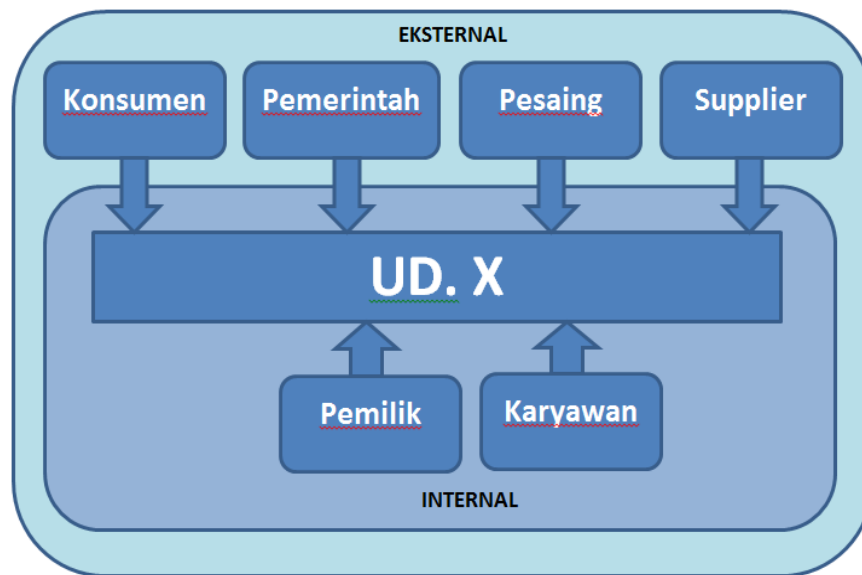 EKSTERNAL
Konsumen
Pemerintah
Pesaing
Supplier
UD. X
Pemilik
Karyawan
INTERNAL